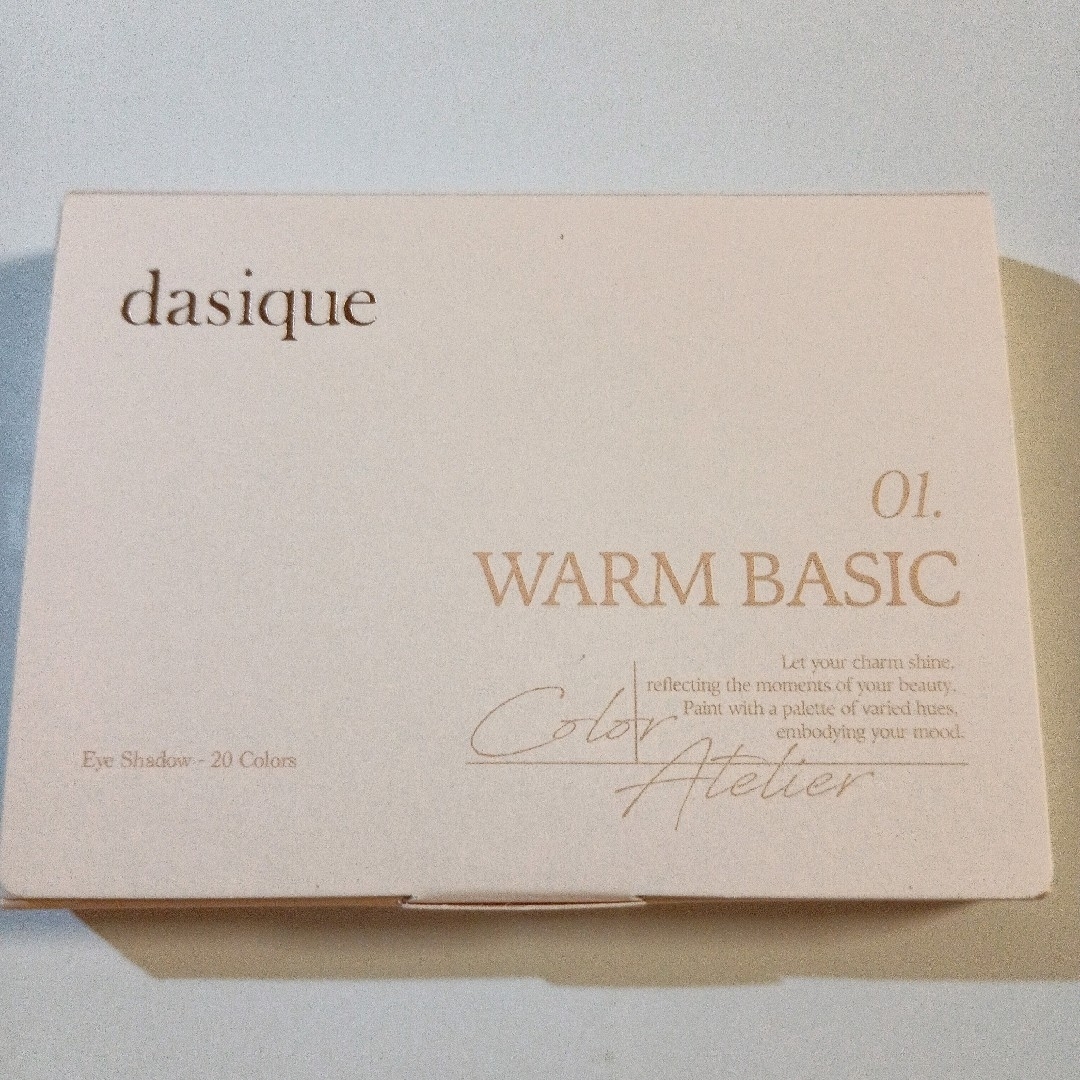 dasique
01.
WARM BASIC
Let your charm shine,
reflecting the moments of your beauty.
Paint with a palette of varied hues,
embodying your mood.
Color
Atelier
Eye Shadow - 20 Colors